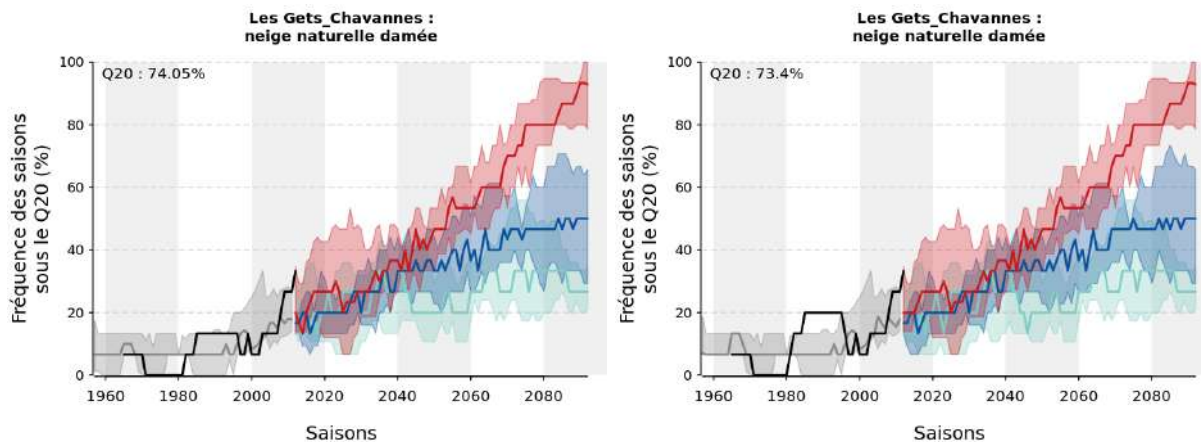 Les Gets_Chavannes :
neige naturelle damée
Q20 : 74.05%
Fréquence des saisons
sous le Q20 (%)
100
80
60
40
20
0
1960 1980 2000 2020 2040 2060 2080
Saisons
Les Gets_Chavannes :
neige naturelle damée
Q20 : 73.4%
Fréquence des saisons
sous le Q20 (%)
100
80
60
40
20
0
1960 1980 2000 2020 2040 2060 2080
Saisons